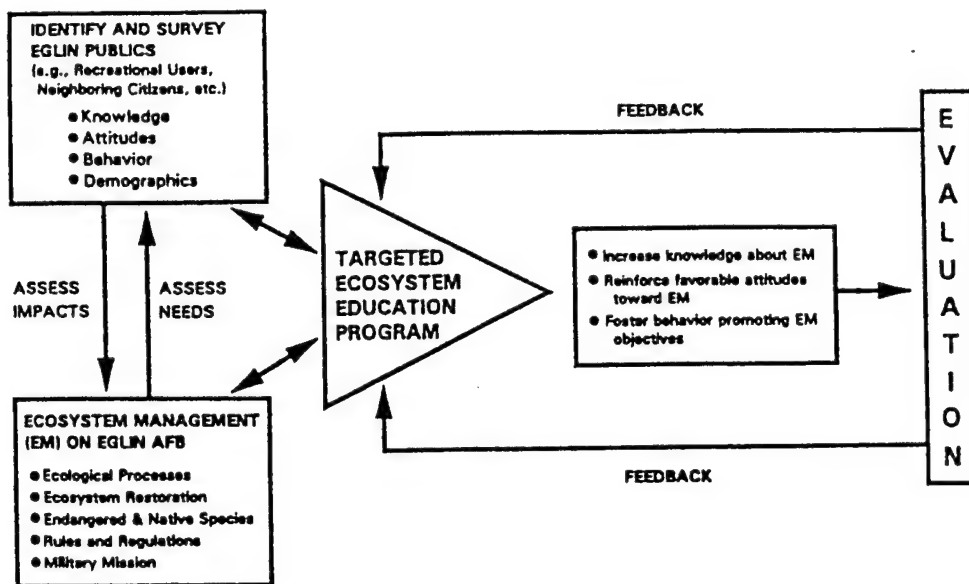 IDENTIFY AND SURVEY
EGLIN PUBLICS
(e.g., Recreational Users,
Neighboring Citizens, etc.)
● Knowledge
● Attitudes
● Behavior
● Demographics
ASSESS
IMPACTS
ASSESS
NEEDS
ECOSYSTEM MANAGEMENT
(EM) ON EGLIN AFB
● Ecological Processes
● Ecosystem Restoration
● Endangered & Native Species
● Rules and Regulations
● Military Mission
TARGETED
ECOSYSTEM
EDUCATION
PROGRAM
FEEDBACK
● Increase knowledge about EM
● Reinforce favorable attitudes
toward EM
● Foster behavior promoting EM
objectives
FEEDBACK
EVALUATION